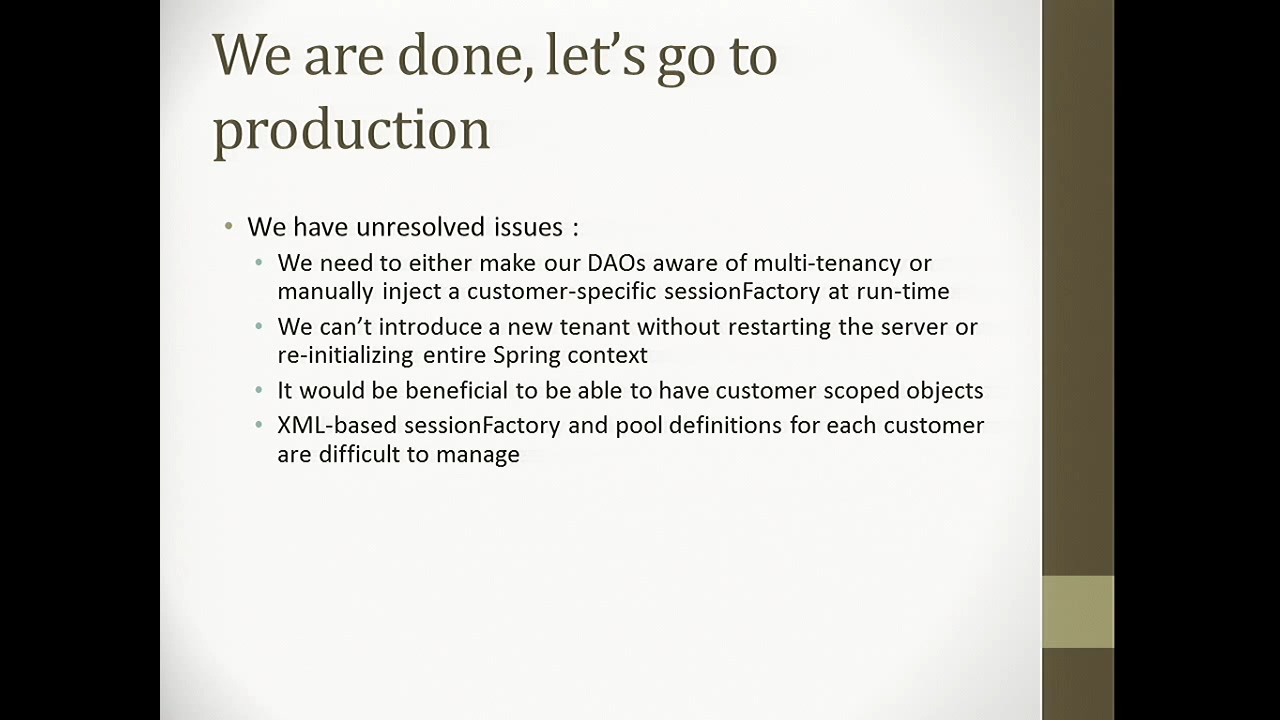 We are done, let’s go to
production
• We have unresolved issues :
• We need to either make our DAOs aware of multi-tenancy or
manually inject a customer-specific sessionFactory at run-time
• We can’t introduce a new tenant without restarting the server or
re-initializing entire Spring context
• It would be beneficial to be able to have customer scoped objects
• XML-based sessionFactory and pool definitions for each customer
are difficult to manage